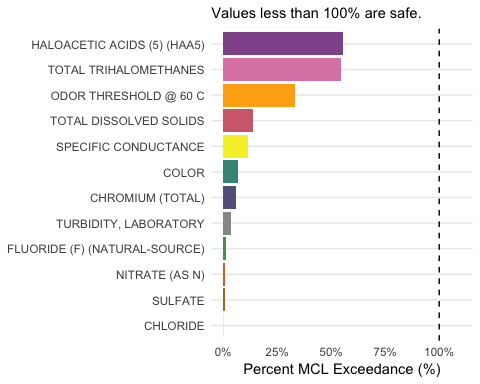 Values less than 100% are safe.
HALOACETIC ACIDS (5) (HAA5)
TOTAL TRIHALOMETHANES
ODOR THRESHOLD @ 60 C
TOTAL DISSOLVED SOLIDS
SPECIFIC CONDUCTANCE
COLOR
CHROMIUM (TOTAL)
TURBIDITY, LABORATORY
FLUORIDE (F) (NATURAL-SOURCE)
NITRATE (AS N)
SULFATE
CHLORIDE
0% 25% 50% 75% 100%
Percent MCL Exceedance (%)